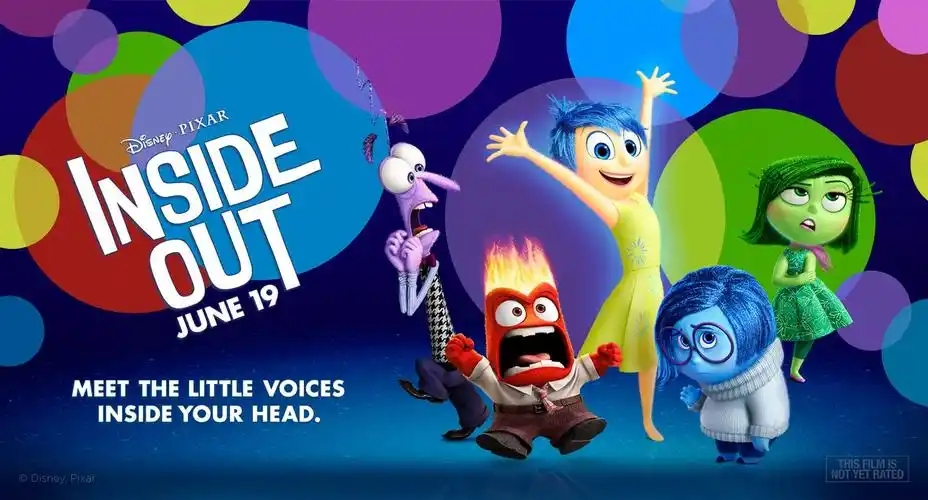 Disney · PIXAR
INSIDE
OUT
JUNE 19
MEET THE LITTLE VOICES
INSIDE YOUR HEAD.
© Disney, Pixar
THIS FILM IS
NOT YET RATED